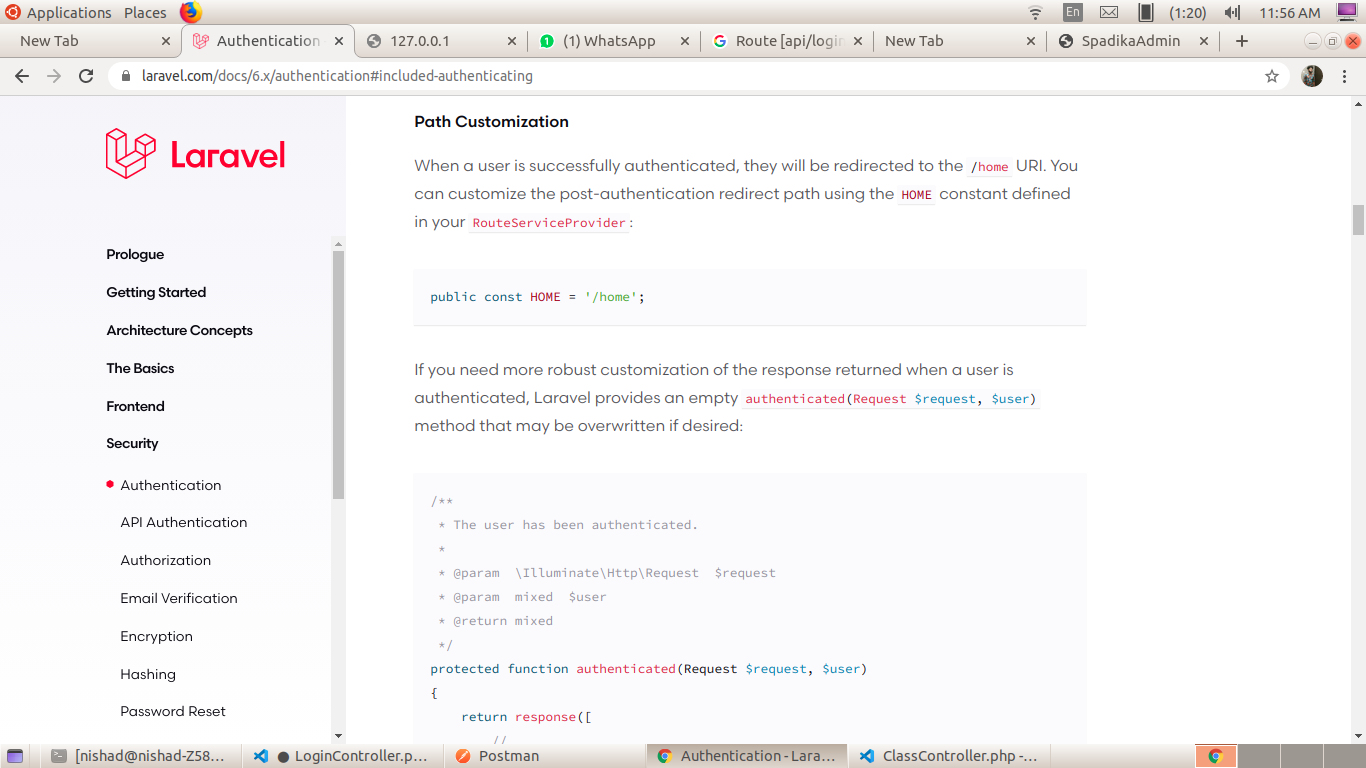 Applications Places En (1:20) 11:56 AM
New Tab Authentication 127.0.0.1 (1) WhatsApp Route [api/login New Tab SpadikaAdmin
laravel.com/docs/6.x/authentication#included-authenticating
Laravel
Prologue
Getting Started
Architecture Concepts
The Basics
Frontend
Security
Authentication
API Authentication
Authorization
Email Verification
Encryption
Hashing
Password Reset
Path Customization
When a user is successfully authenticated, they will be redirected to the /home URI. You
can customize the post-authentication redirect path using the HOME constant defined
in your RouteServiceProvider:
public const HOME = '/home';
If you need more robust customization of the response returned when a user is
authenticated, Laravel provides an empty authenticated(Request $request, $user)
method that may be overwritten if desired:
/**
* The user has been authenticated.
*
* @param \Illuminate\Http\Request $request
* @param mixed $user
* @return mixed
*/
protected function authenticated(Request $request, $user)
{
return response([
//
[nishad@nishad-Z58... ● LoginController.p... Postman Authentication - Lara... ClassController.php -...